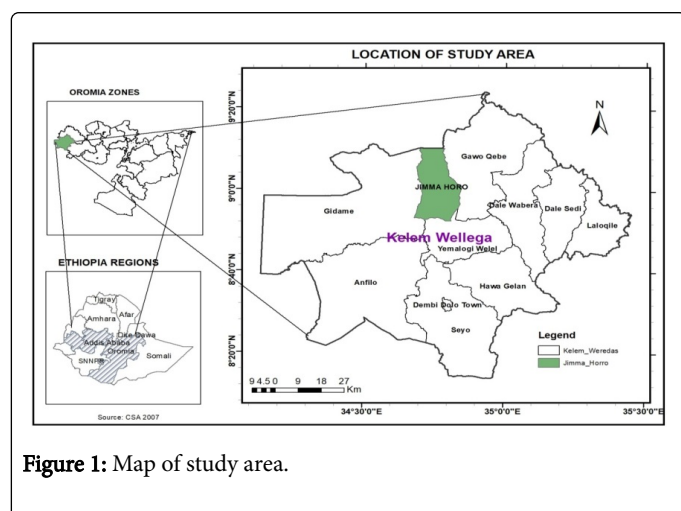 LOCATION OF STUDY AREA
OROMIA ZONES
ETHIOPIA REGIONS
Tigray
Amhara
Afar
Dire Dawa
Addis Ababa
Oromia
Somali
SNNPR
Source: CSA 2007
N
9°20'0"N
9°0'0"N
8°40'0"N
8°20'0"N
Gawo Qebe
JIMMA HORO
Gidame
Dale Wabera
Dale Sedi
Laloqile
Kelem Wellega
Yemalogi Welel
Anfilo
Hawa Gelan
Dembi Dolo Town
Seyo
Legend
Kelem_Weredas
Jimma_Horro
9 4.5 0 9 18 27
Km
34°30'0"E
35°0'0"E
35°30'0"E
Figure 1: Map of study area.